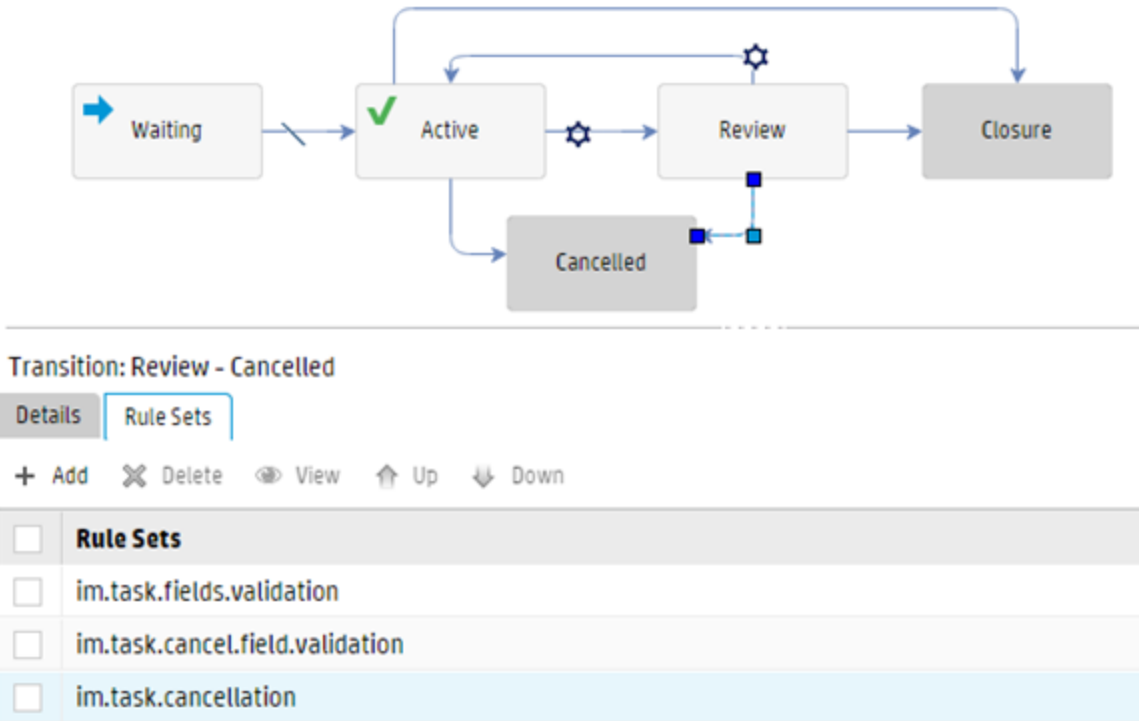 Waiting
Active
Review
Closure
Cancelled
Transition: Review - Cancelled
Details
Rule Sets
Add
Delete
View
Up
Down
Rule Sets
im.task.fields.validation
im.task.cancel.field.validation
im.task.cancellation